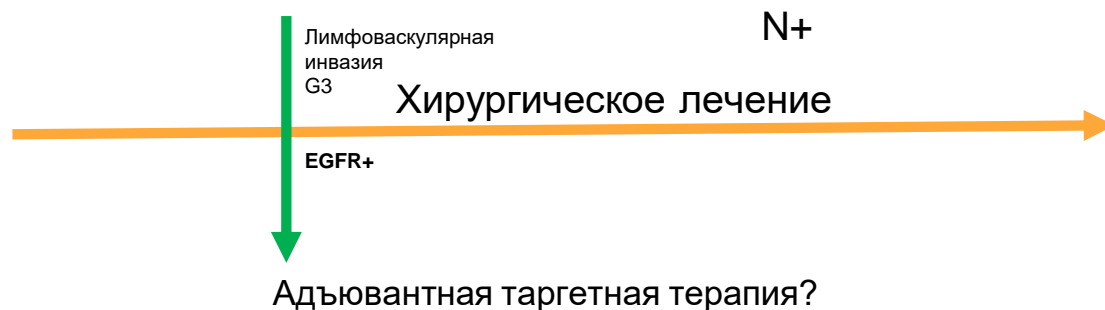 N+
Лимфоваскулярная
инвазия
G3
Хирургическое лечение
EGFR+
Адъювантная таргетная терапия?